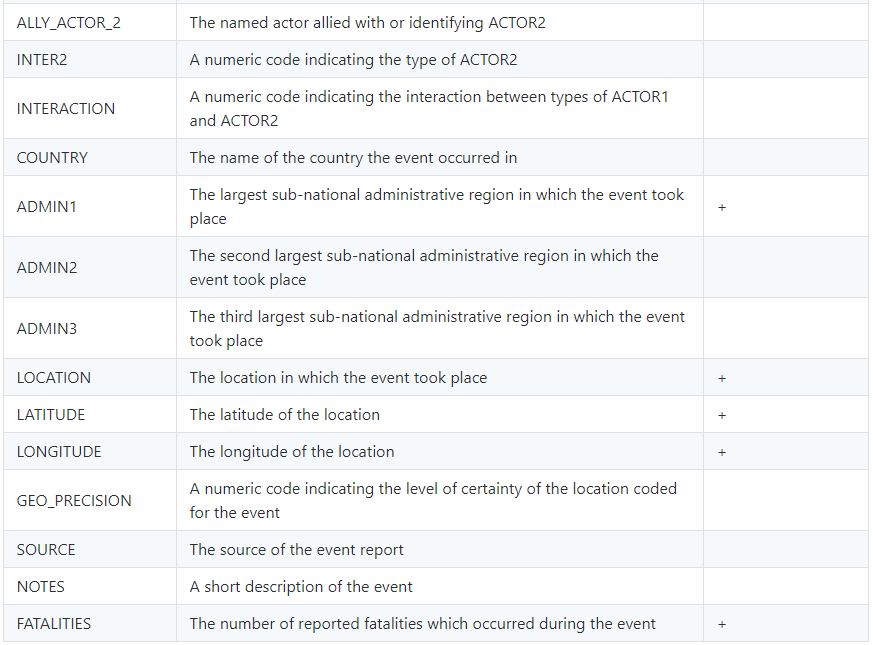 ALLY_ACTOR_2 The named actor allied with or identifying ACTOR2
INTER2 A numeric code indicating the type of ACTOR2
INTERACTION A numeric code indicating the interaction between types of ACTOR1
and ACTOR2
COUNTRY The name of the country the event occurred in
ADMIN1 The largest sub-national administrative region in which the event took +
place
ADMIN2 The second largest sub-national administrative region in which the
event took place
ADMIN3 The third largest sub-national administrative region in which the event
took place
LOCATION The location in which the event took place +
LATITUDE The latitude of the location +
LONGITUDE The longitude of the location +
GEO_PRECISION A numeric code indicating the level of certainty of the location coded
for the event
SOURCE The source of the event report
NOTES A short description of the event
FATALITIES The number of reported fatalities which occurred during the event +